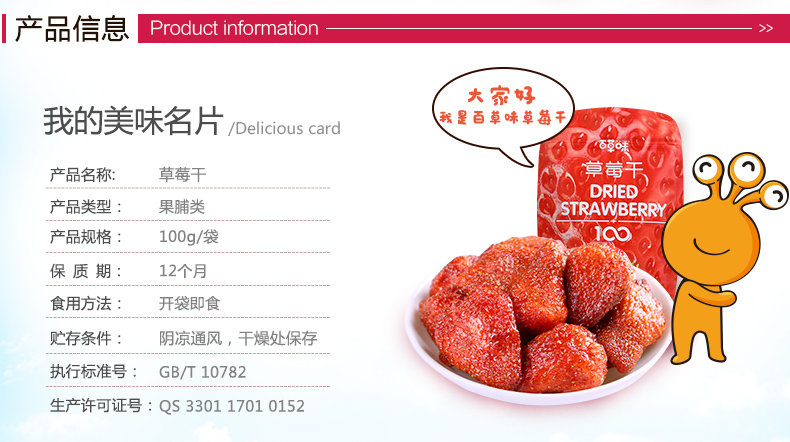 产品信息 Product information >>
我的美味名片 /Delicious card
产品名称: 草莓干
产品类型： 果脯类
产品规格： 100g/袋
保 质 期： 12个月
食用方法： 开袋即食
贮存条件： 阴凉通风，干燥处保存
执行标准号： GB/T 10782
生产许可证号：QS 3301 1701 0152
大家好
我是百草味草莓干
百草味
草莓干
DRIED
STRAWBERRY
100